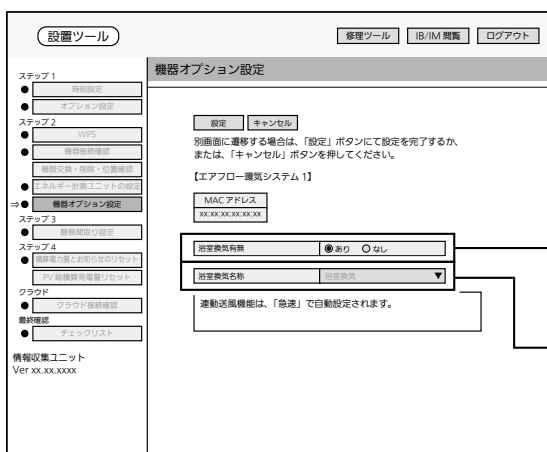 設置ツール
修理ツール
IB/IM 閲覧
ログアウト
機器オプション設定
ステップ 1
時刻設定
オプション設定
ステップ 2
WPS
機器接続確認
機器交換・削除・位置確認
エネルギー計測ユニットの設定
⇒● 機器オプション設定
ステップ 3
簡易間取り設定
ステップ 4
積算電力量とお知らせのリセット
PV 総積算発電量リセット
クラウド
クラウド接続確認
最終確認
チェックリスト
情報収集ユニット
Ver xx.xx.xxxx
設定 キャンセル
別画面に遷移する場合は、「設定」ボタンにて設定を完了するか、
または、「キャンセル」ボタンを押してください。
【エアフロー環気システム 1】
MAC アドレス
xx:xx:xx:xx:xx:xx
浴室換気有無 ◉ あり ○ なし
浴室換気名称 浴室換気 ▼
連動送風機能は、「急速」で自動設定されます。